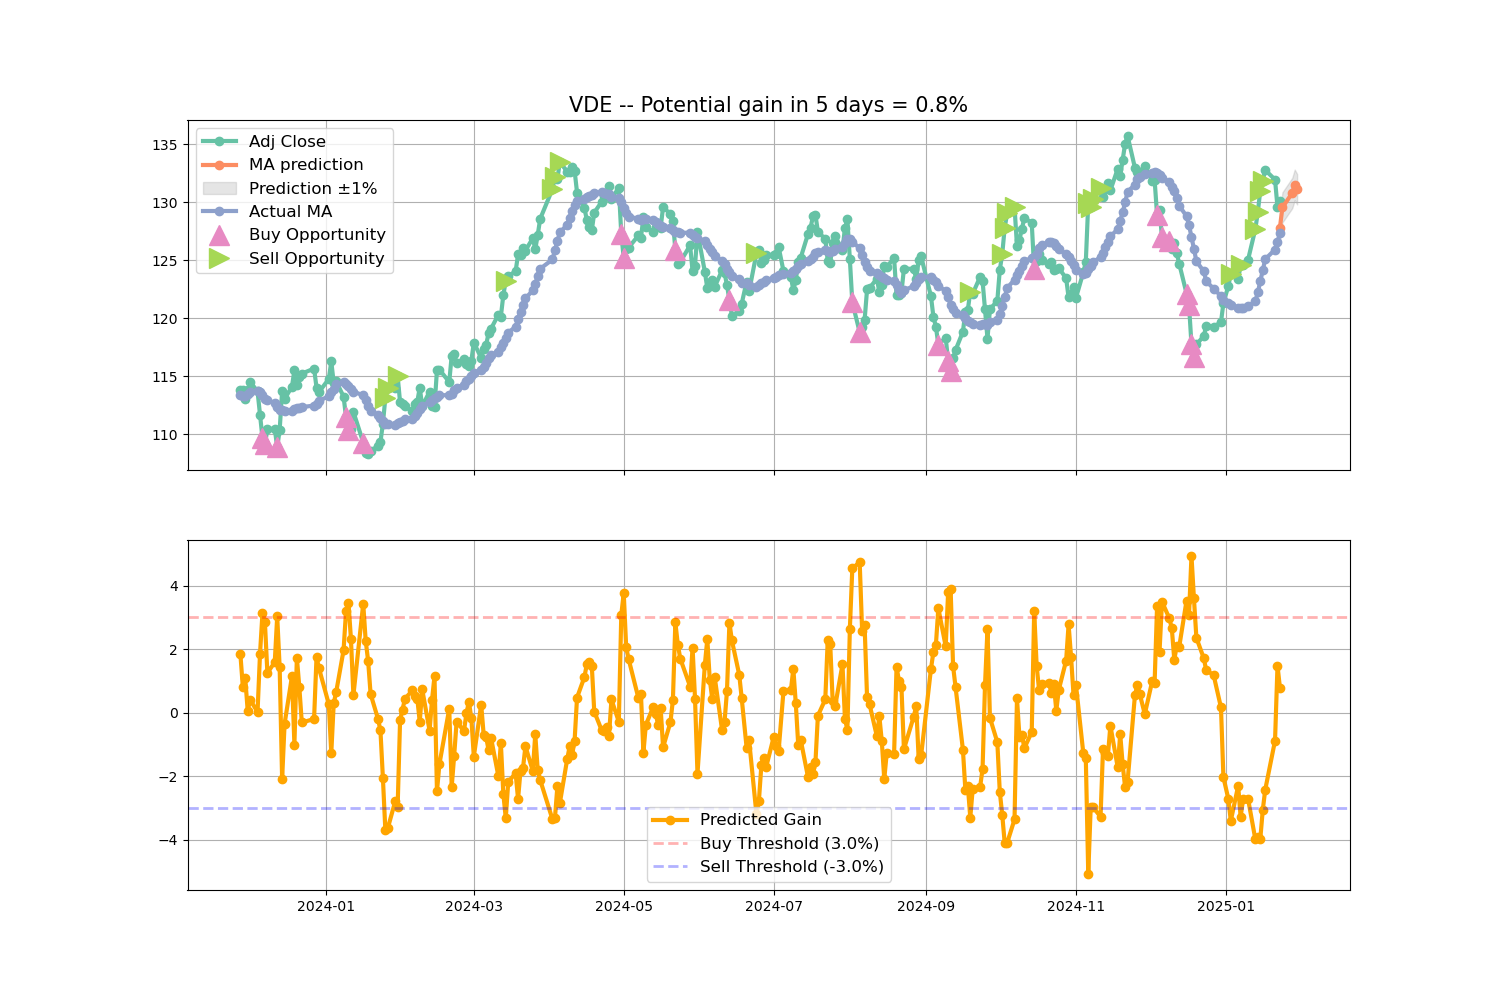 VDE -- Potential gain in 5 days = 0.8%
135
130
125
120
115
110
Adj Close
MA prediction
Prediction ±1%
Actual MA
Buy Opportunity
Sell Opportunity
4
2
0
−2
−4
Predicted Gain
Buy Threshold (3.0%)
Sell Threshold (-3.0%)
2024-01
2024-03
2024-05
2024-07
2024-09
2024-11
2025-01